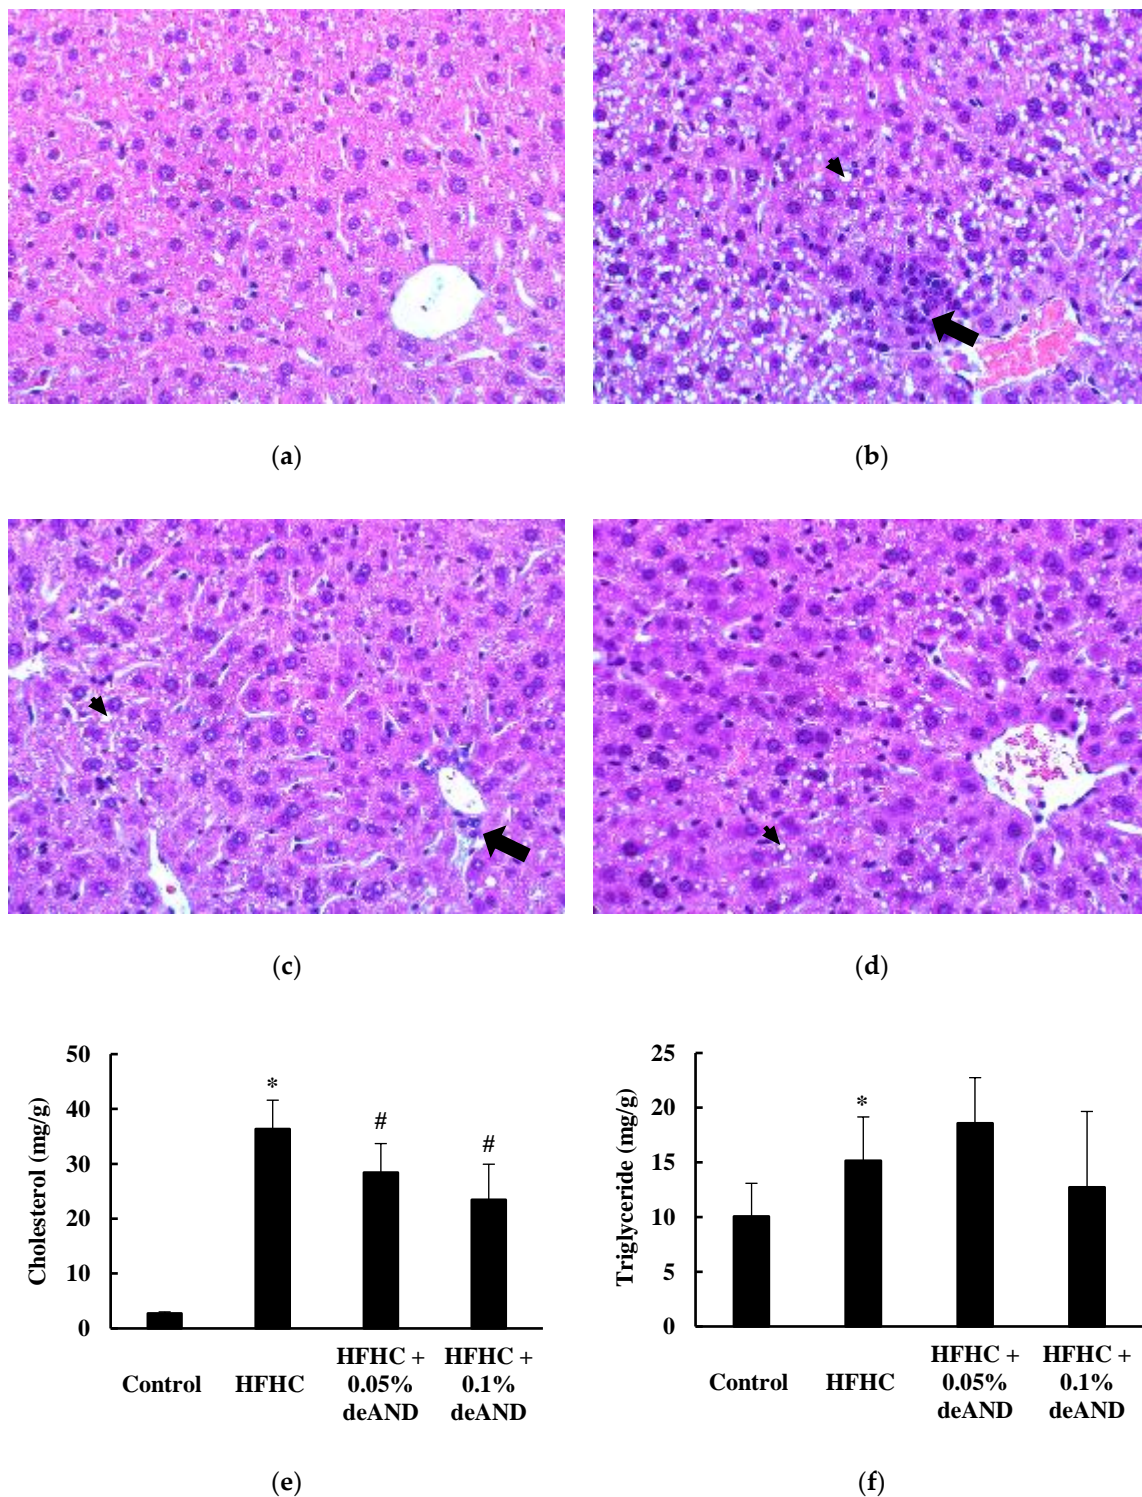 (a)
(b)
(c)
(d)
50
40
30
20
10
0
Cholesterol (mg/g)
*
#
#
Control
HFHC
HFHC +
0.05%
deAND
HFHC +
0.1%
deAND
(e)
25
20
15
10
5
0
Triglyceride (mg/g)
*
Control
HFHC
HFHC +
0.05%
deAND
HFHC +
0.1%
deAND
(f)